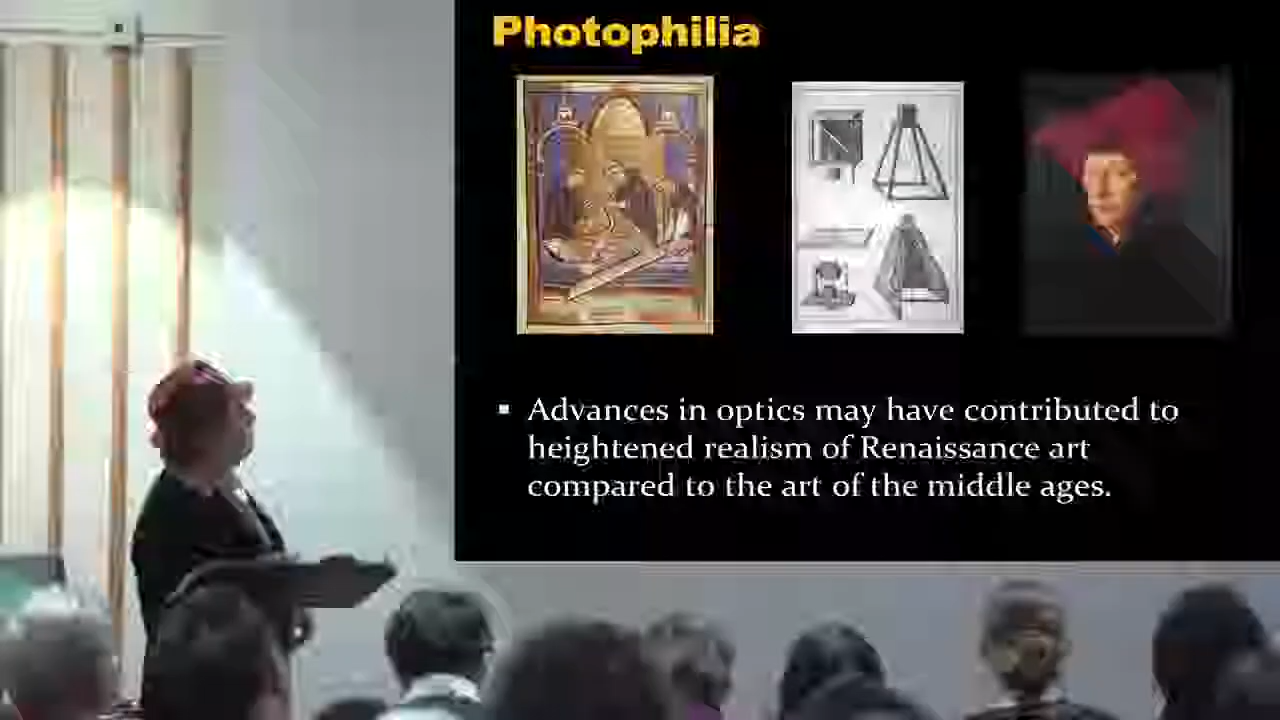 Photophilia
▪ Advances in optics may have contributed to
heightened realism of Renaissance art
compared to the art of the middle ages.